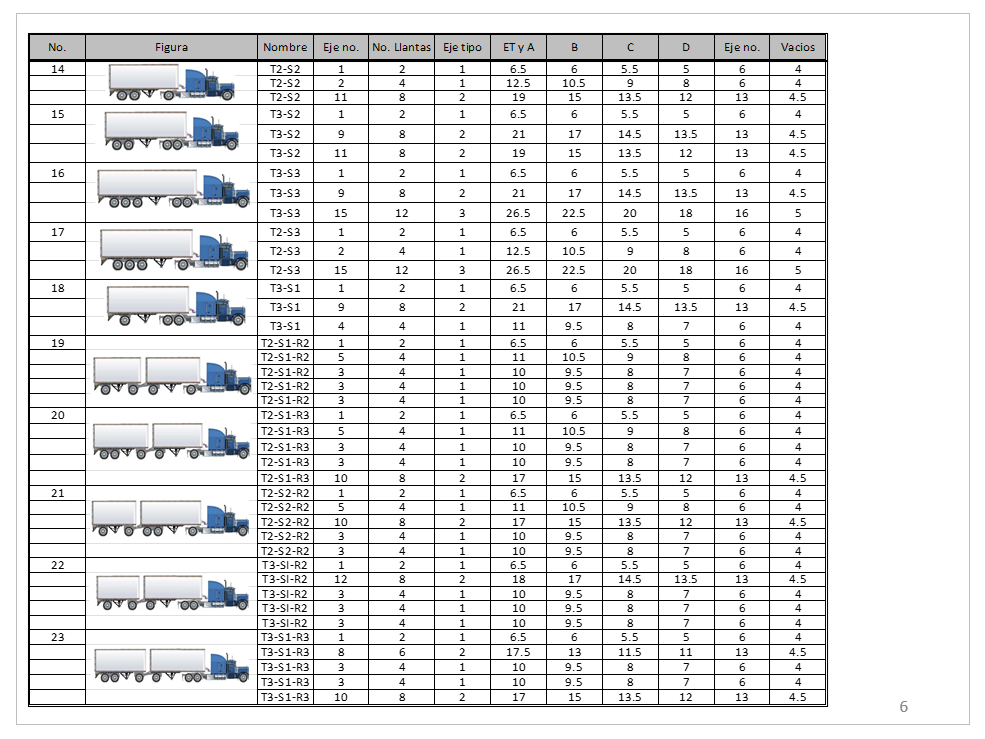 No. Figura Nombre Eje no. No. Llantas Eje tipo ET y A B C D Eje no. Vacios
14 T2-S2 1 2 1 6.5 6 5.5 5 6 4
T2-S2 2 4 1 12.5 10.5 9 8 6 4
T2-S2 11 8 2 19 15 13.5 12 13 4.5
15 T3-S2 1 2 1 6.5 6 5.5 5 6 4
T3-S2 9 8 2 21 17 14.5 13.5 13 4.5
T3-S2 11 8 2 19 15 13.5 12 13 4.5
16 T3-S3 1 2 1 6.5 6 5.5 5 6 4
T3-S3 9 8 2 21 17 14.5 13.5 13 4.5
T3-S3 15 12 3 26.5 22.5 20 18 16 5
17 T2-S3 1 2 1 6.5 6 5.5 5 6 4
T2-S3 2 4 1 12.5 10.5 9 8 6 4
T2-S3 15 12 3 26.5 22.5 20 18 16 5
18 T3-S1 1 2 1 6.5 6 5.5 5 6 4
T3-S1 9 8 2 21 17 14.5 13.5 13 4.5
T3-S1 4 4 1 11 9.5 8 7 6 4
19 T2-S1-R2 1 2 1 6.5 6 5.5 5 6 4
T2-S1-R2 5 4 1 11 10.5 9 8 6 4
T2-S1-R2 3 4 1 10 9.5 8 7 6 4
T2-S1-R2 3 4 1 10 9.5 8 7 6 4
T2-S1-R2 3 4 1 10 9.5 8 7 6 4
20 T2-S1-R3 1 2 1 6.5 6 5.5 5 6 4
T2-S1-R3 5 4 1 11 10.5 9 8 6 4
T2-S1-R3 3 4 1 10 9.5 8 7 6 4
T2-S1-R3 3 4 1 10 9.5 8 7 6 4
T2-S1-R3 10 8 2 17 15 13.5 12 13 4.5
21 T2-S2-R2 1 2 1 6.5 6 5.5 5 6 4
T2-S2-R2 5 4 1 11 10.5 9 8 6 4
T2-S2-R2 10 8 2 17 15 13.5 12 13 4.5
T2-S2-R2 3 4 1 10 9.5 8 7 6 4
T2-S2-R2 3 4 1 10 9.5 8 7 6 4
22 T3-SI-R2 1 2 1 6.5 6 5.5 5 6 4
T3-SI-R2 12 8 2 18 17 14.5 13.5 13 4.5
T3-SI-R2 3 4 1 10 9.5 8 7 6 4
T3-SI-R2 3 4 1 10 9.5 8 7 6 4
T3-SI-R2 3 4 1 10 9.5 8 7 6 4
23 T3-S1-R3 1 2 1 6.5 6 5.5 5 6 4
T3-S1-R3 8 6 2 17.5 13 11.5 11 13 4.5
T3-S1-R3 3 4 1 10 9.5 8 7 6 4
T3-S1-R3 3 4 1 10 9.5 8 7 6 4
T3-S1-R3 10 8 2 17 15 13.5 12 13 4.5
6